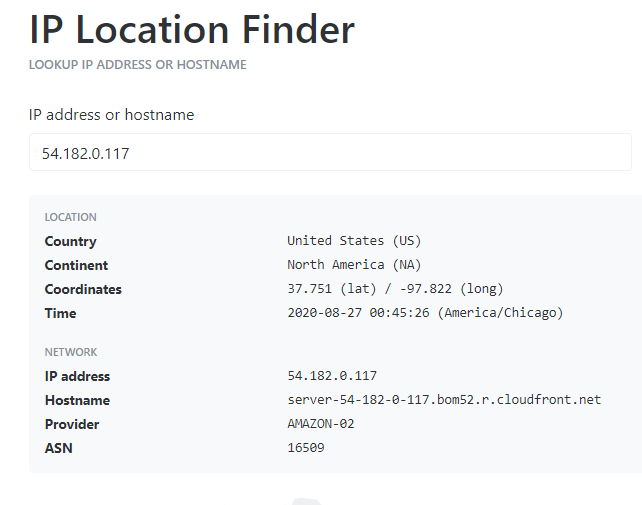 IP Location Finder
LOOKUP IP ADDRESS OR HOSTNAME
IP address or hostname
54.182.0.117
LOCATION
Country United States (US)
Continent North America (NA)
Coordinates 37.751 (lat) / -97.822 (long)
Time 2020-08-27 00:45:26 (America/Chicago)
NETWORK
IP address 54.182.0.117
Hostname server-54-182-0-117.bom52.r.cloudfront.net
Provider AMAZON-02
ASN 16509